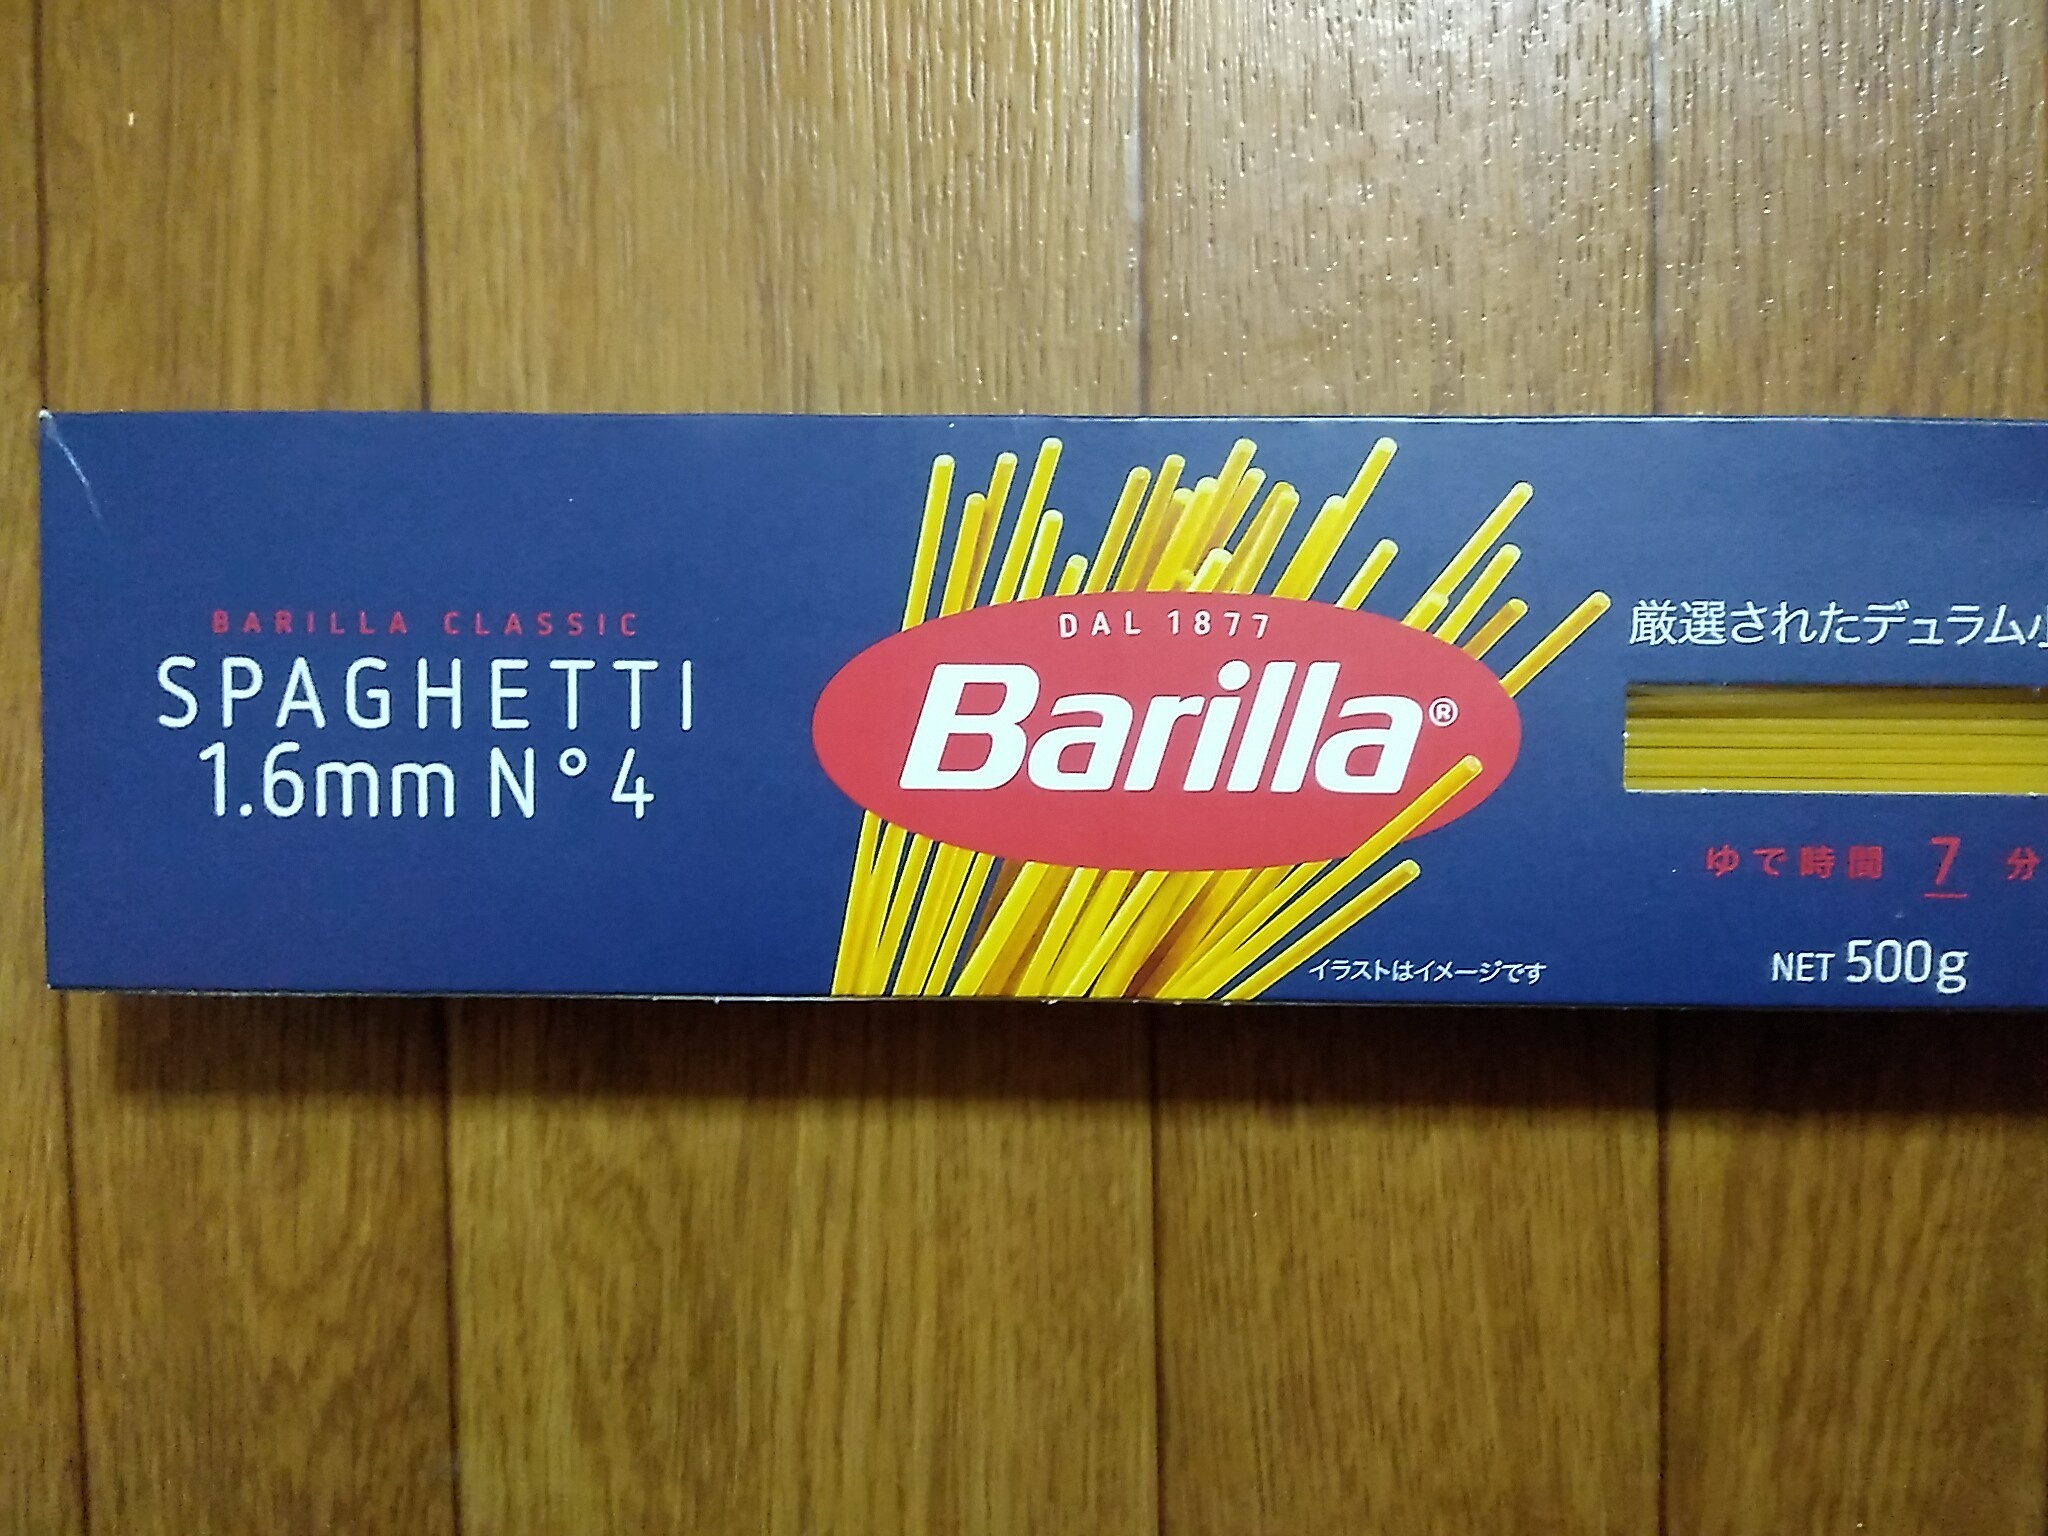 BARILLA CLASSIC
SPAGHETTI
1.6mm N° 4
DAL 1877
Barilla®
イラストはイメージです
厳選されたデュラム小
ゆで時間 7 分
NET 500g